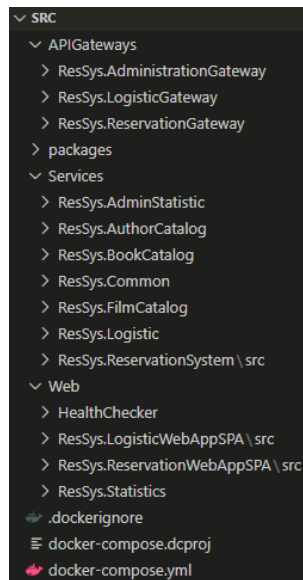 SRC
APIGateways
ResSys.AdministrationGateway
ResSys.LogisticGateway
ResSys.ReservationGateway
packages
Services
ResSys.AdminStatistic
ResSys.AuthorCatalog
ResSys.BookCatalog
ResSys.Common
ResSys.FilmCatalog
ResSys.Logistic
ResSys.ReservationSystem\src
Web
HealthChecker
ResSys.LogisticWebAppSPA\src
ResSys.ReservationWebAppSPA\src
ResSys.Statistics
.dockerignore
docker-compose.dcproj
docker-compose.yml